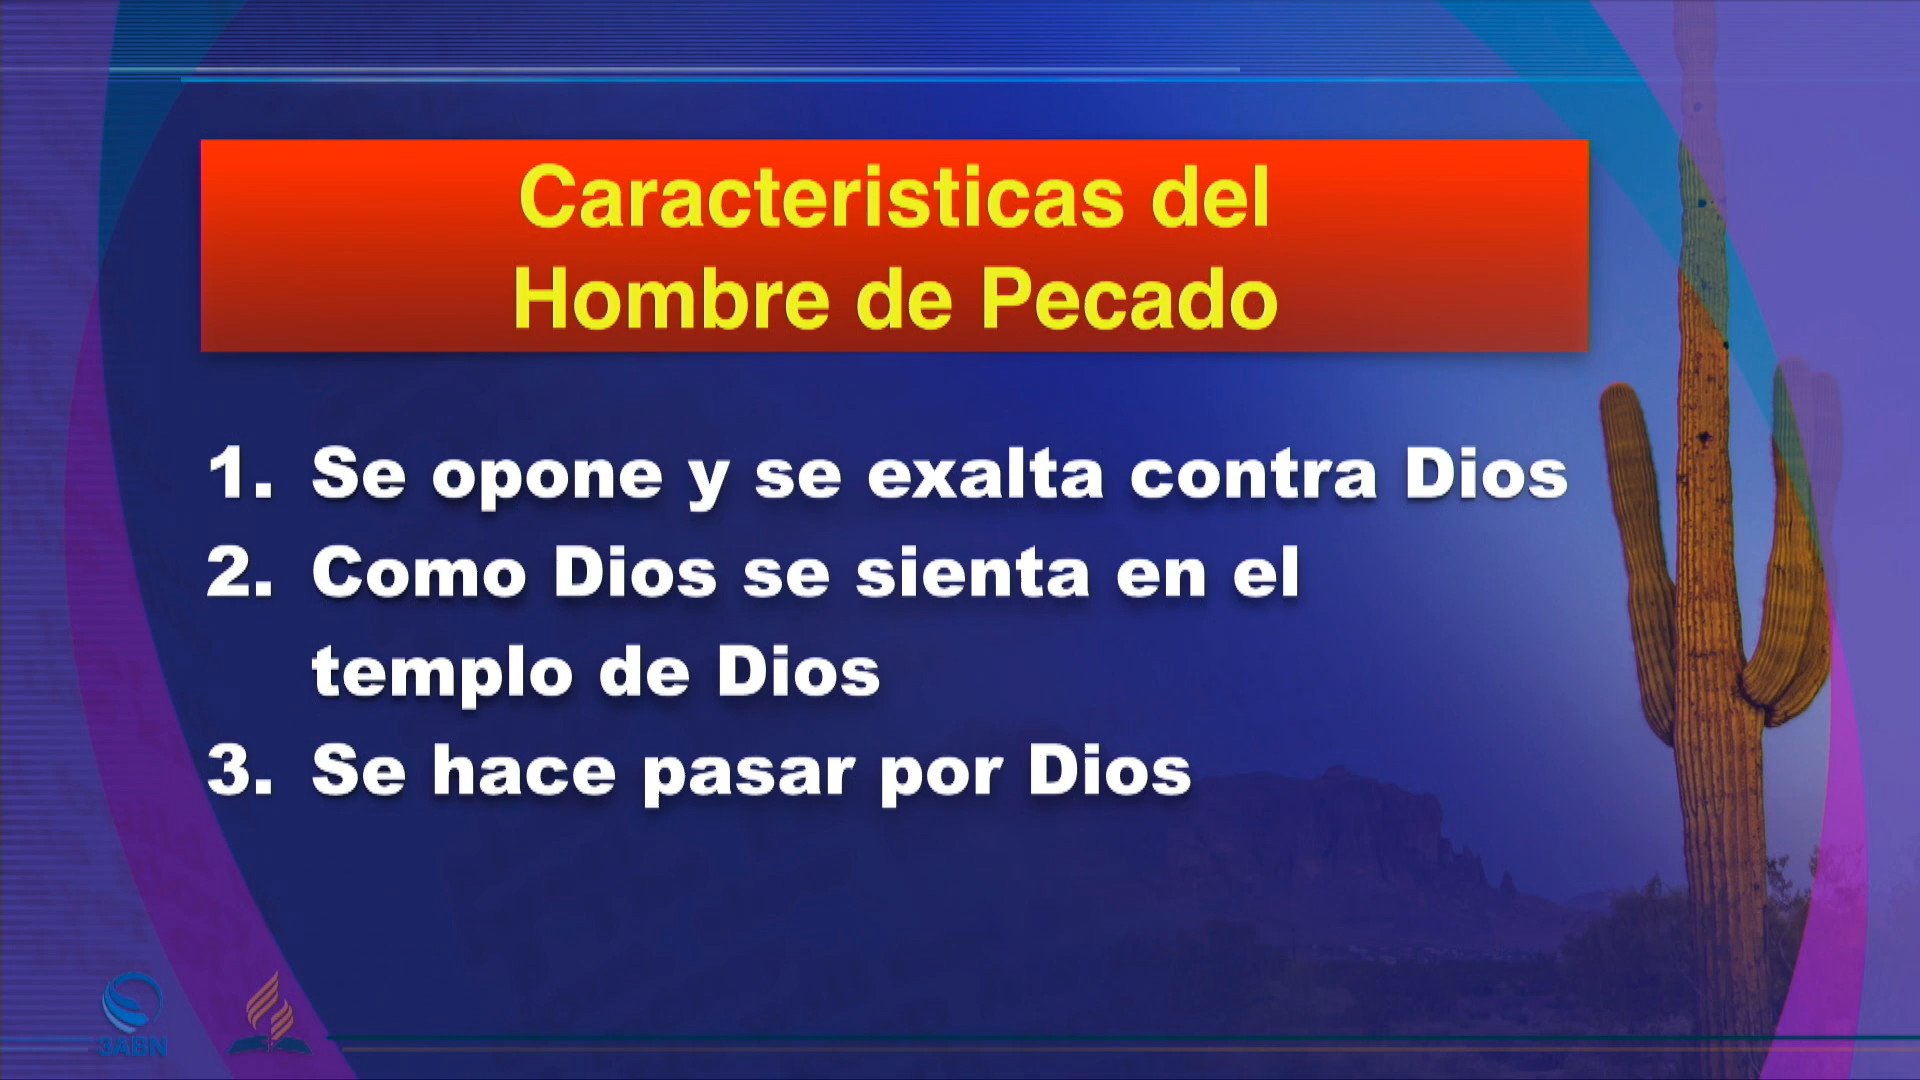 Caracteristicas del
Hombre de Pecado
1. Se opone y se exalta contra Dios
2. Como Dios se sienta en el
templo de Dios
3. Se hace pasar por Dios
3ABN